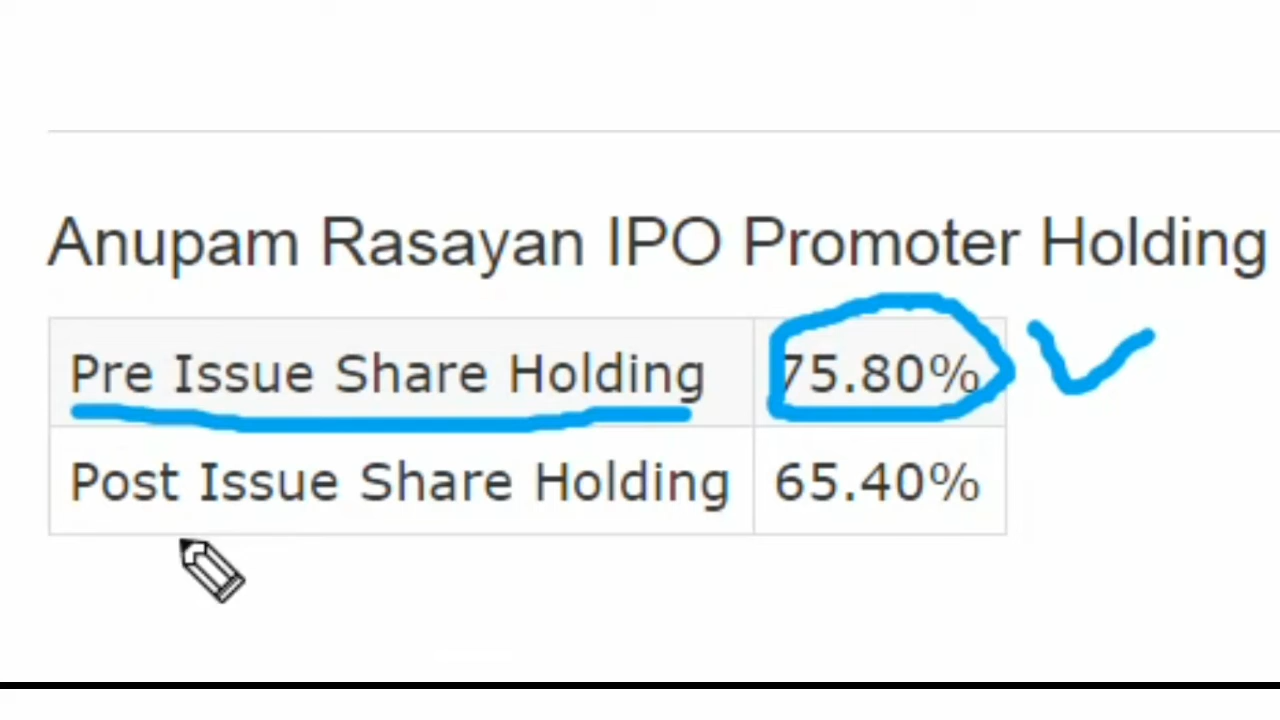 Anupam Rasayan IPO Promoter Holding
Pre Issue Share Holding 75.80%
Post Issue Share Holding 65.40%